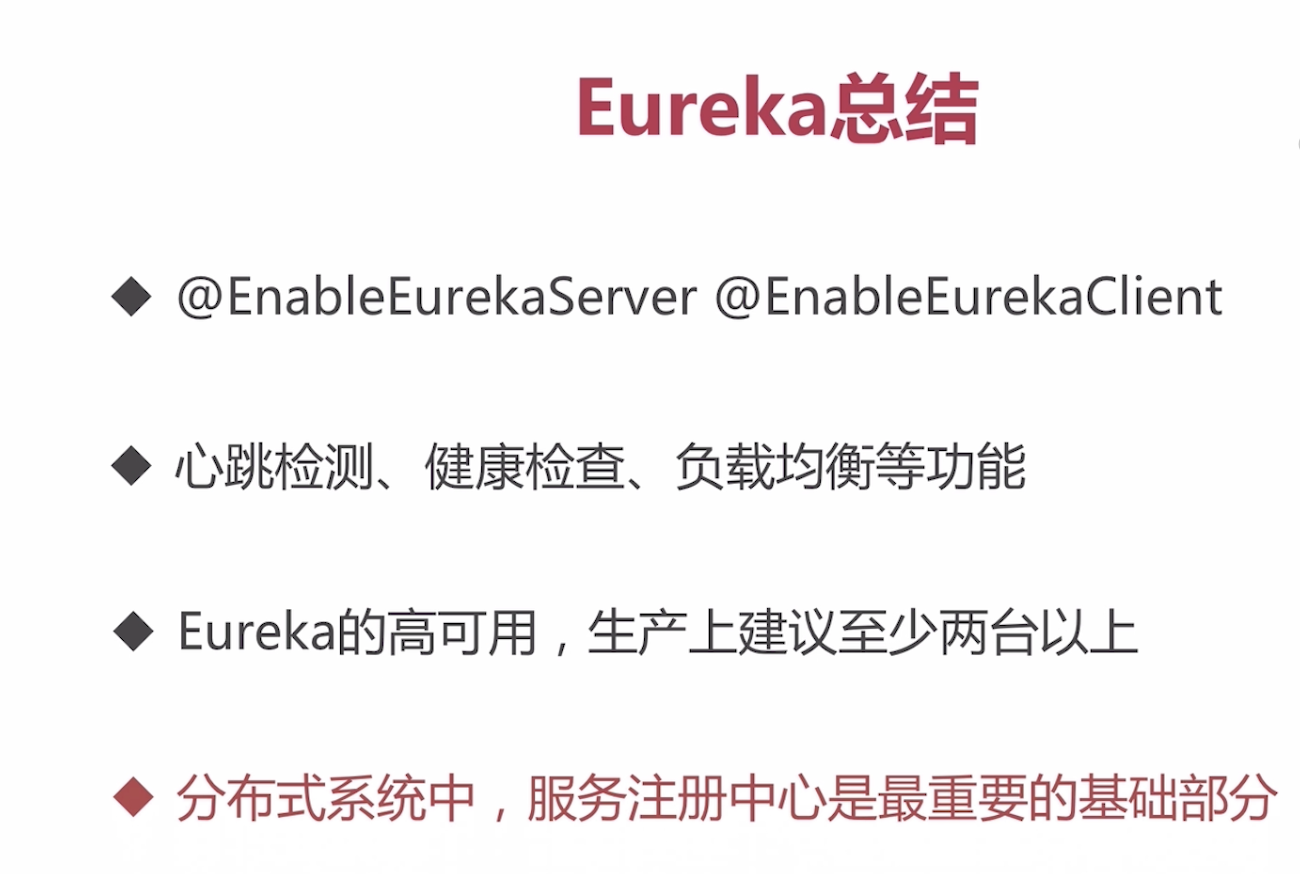 Eureka总结
@EnableEurekaServer @EnableEurekaClient
心跳检测、健康检查、负载均衡等功能
Eureka的高可用，生产上建议至少两台以上
分布式系统中，服务注册中心是最重要的基础部分